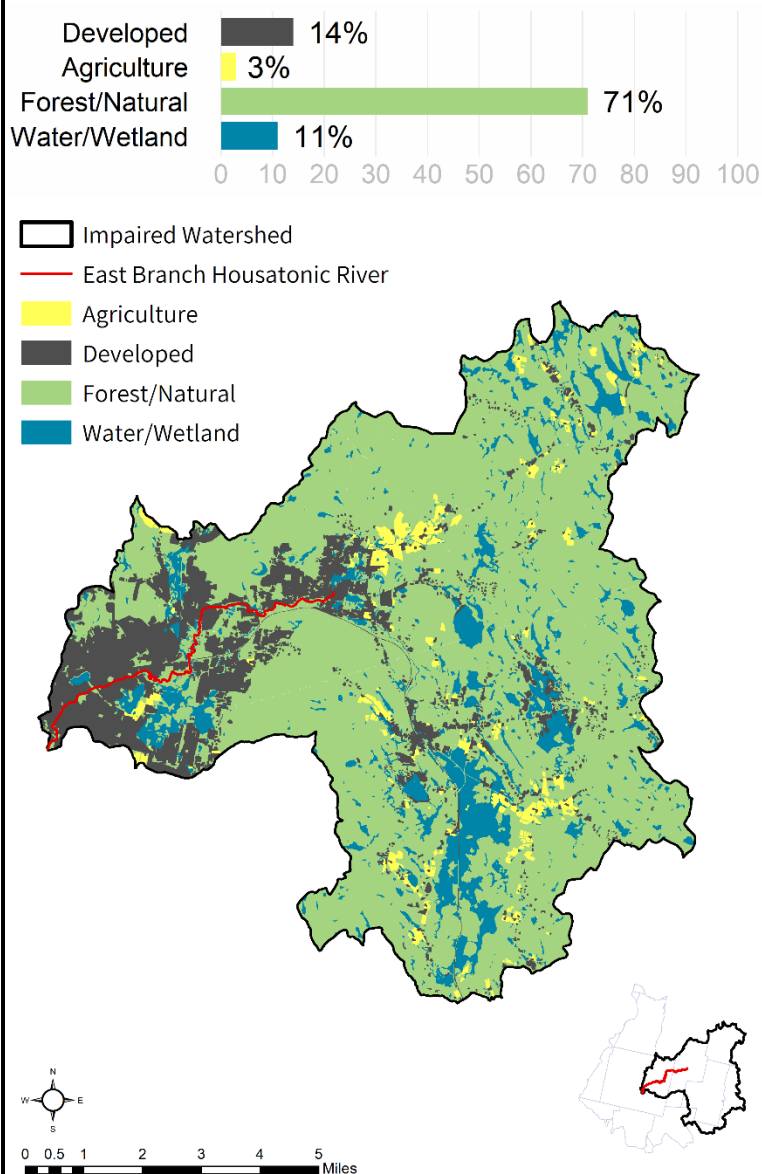 Developed 14%
Agriculture 3%
Forest/Natural 71%
Water/Wetland 11%
0 10 20 30 40 50 60 70 80 90 100
Impaired Watershed
East Branch Housatonic River
Agriculture
Developed
Forest/Natural
Water/Wetland
N
W E
S
0 0.5 1 2 3 4 5
Miles